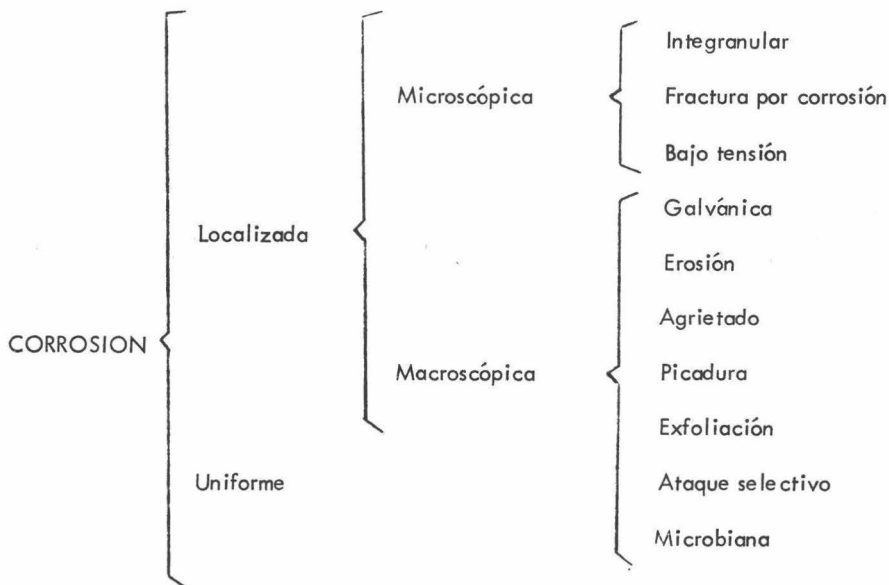 Integranular
Microscópica
Fractura por corrosión
Bajo tensión
Galvánica
Localizada
Erosión
Agrietado
CORROSION
Macroscópica
Picadura
Exfoliación
Uniforme
Ataque selectivo
Microbiana